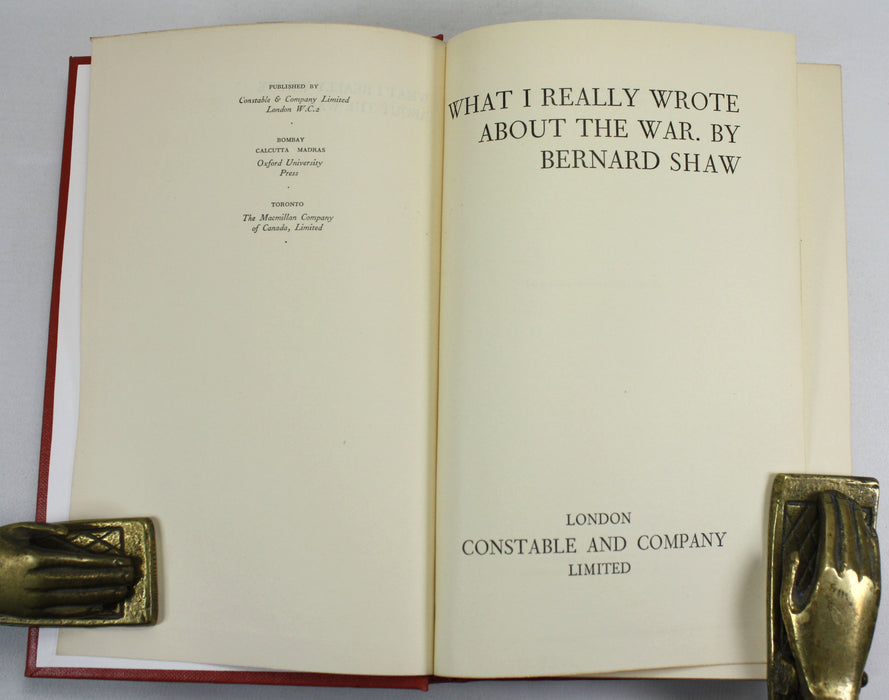 PUBLISHED BY
Constable & Company Limited
London W.C.2
BOMBAY
CALCUTTA MADRAS
Oxford University
Press
TORONTO
The Macmillan Company
of Canada, Limited
WHAT I REALLY WROTE
ABOUT THE WAR. BY
BERNARD SHAW
LONDON
CONSTABLE AND COMPANY
LIMITED